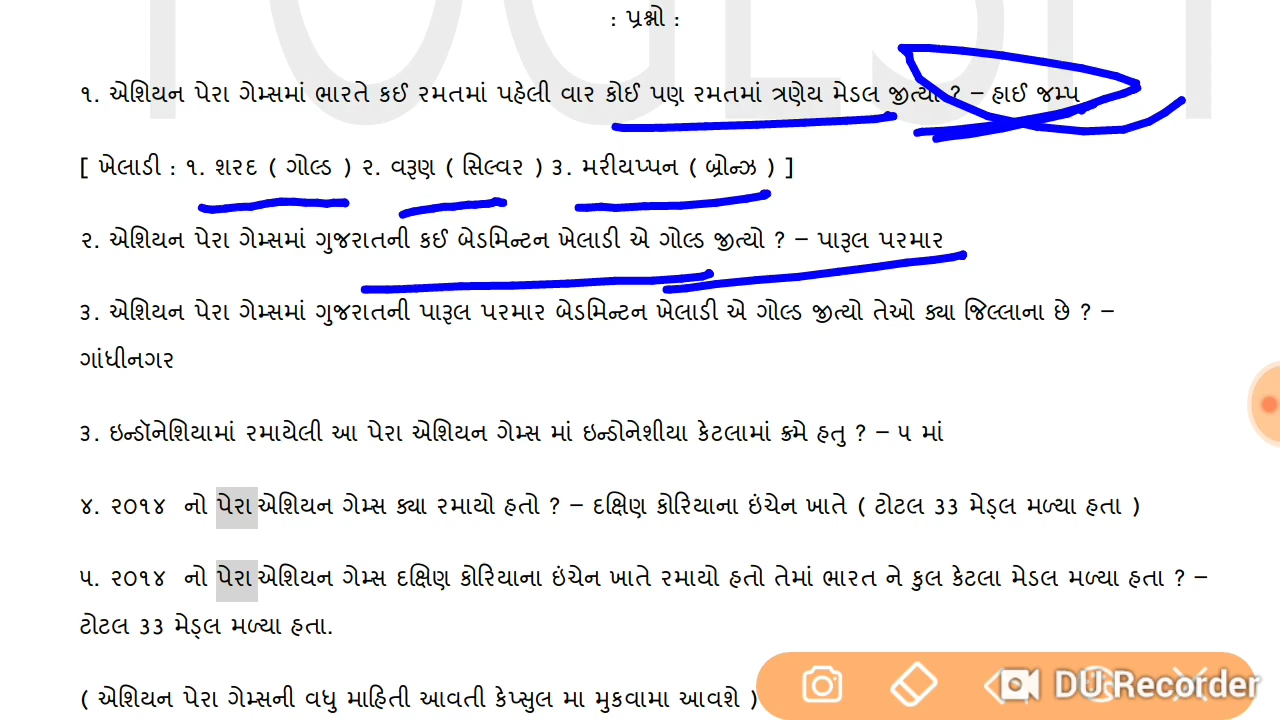 : પ્રશ્નો :
૧. એશિયન પેરા ગેમ્સમાં ભારતે કઈ રમતમાં પહેલી વાર કોઈ પણ રમતમાં ત્રણેય મેડલ જીત્યા ? – હાઈ જમ્પ
[ ખેલાડી : ૧. શરદ ( ગોલ્ડ ) ૨. વરૂણ ( સિલ્વર ) ૩. મરીયપ્પન ( બ્રોન્ઝ ) ]
૨. એશિયન પેરા ગેમ્સમાં ગુજરાતની કઈ બેડમિન્ટન ખેલાડી એ ગોલ્ડ જીત્યો ? – પારૂલ પરમાર
૩. એશિયન પેરા ગેમ્સમાં ગુજરાતની પારૂલ પરમાર બેડમિન્ટન ખેલાડી એ ગોલ્ડ જીત્યો તેઓ ક્યા જિલ્લાના છે ? –
ગાંધીનગર
૩. ઇન્ડૉનેશિયામાં રમાયેલી આ પેરા એશિયન ગેમ્સ માં ઇન્ડોનેશીયા કેટલામાં ક્રમે હતુ ? – ૫ માં
૪. ૨૦૧૪ નો પેરા એશિયન ગેમ્સ ક્યા રમાયો હતો ? – દક્ષિણ કોરિયાના ઇંચેન ખાતે ( ટોટલ ૩૩ મેડ્લ મળ્યા હતા )
૫. ૨૦૧૪ નો પેરા એશિયન ગેમ્સ દક્ષિણ કોરિયાના ઇંચેન ખાતે રમાયો હતો તેમાં ભારત ને કુલ કેટલા મેડલ મળ્યા હતા ? –
ટોટલ ૩૩ મેડ્લ મળ્યા હતા.
( એશિયન પેરા ગેમ્સની વધુ માહિતી આવતી કેપ્સુલ મા મુકવામા આવશે )
DU Recorder